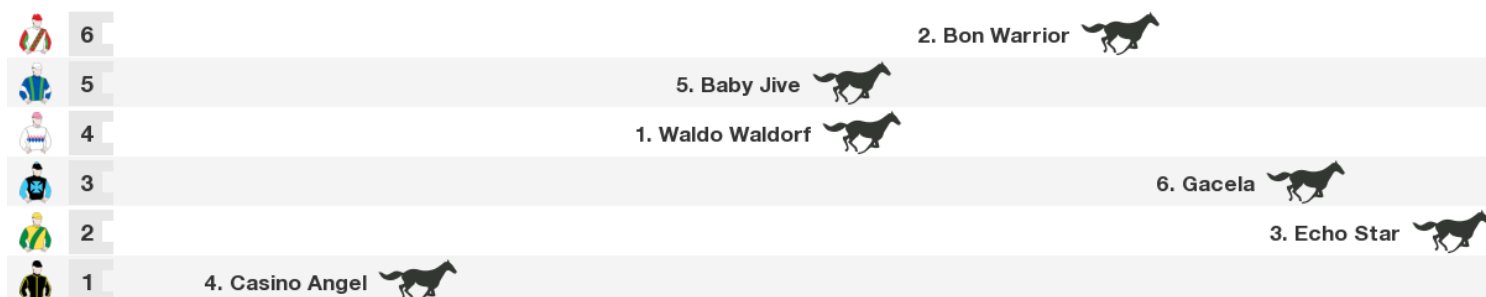 6 2. Bon Warrior
5 5. Baby Jive
4 1. Waldo Waldorf
3 6. Gacela
2 3. Echo Star
1 4. Casino Angel